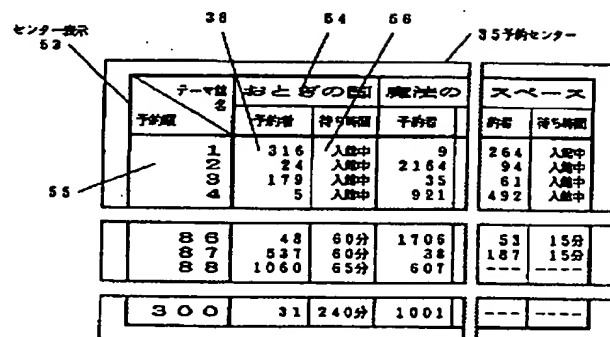 センター表示
53
38
54
56
35予約センター
テーマ館名 おとぎの国 魔法の スペース
予約順 予約者 待ち時間 予約者 約者 待ち時間
1 316 入館中 9 264 入館中
2 24 入館中 2164 94 入館中
3 179 入館中 35 61 入館中
4 5 入館中 921 492 入館中
55
86 48 60分 1706 53 15分
87 537 60分 38 187 15分
88 1060 65分 607 --- ----
300 31 240分 1001 --- ----